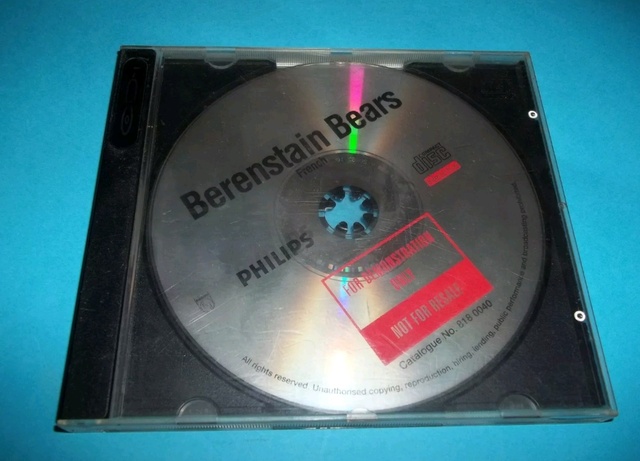 Berenstain Bears
French
disc
PHILIPS
FOR DEMONSTRATION
ONLY
NOT FOR RESALE
Catalogue No. 818 0040
All rights reserved. Unauthorised copying, reproduction, hiring, lending, public performance and broadcasting prohibited.